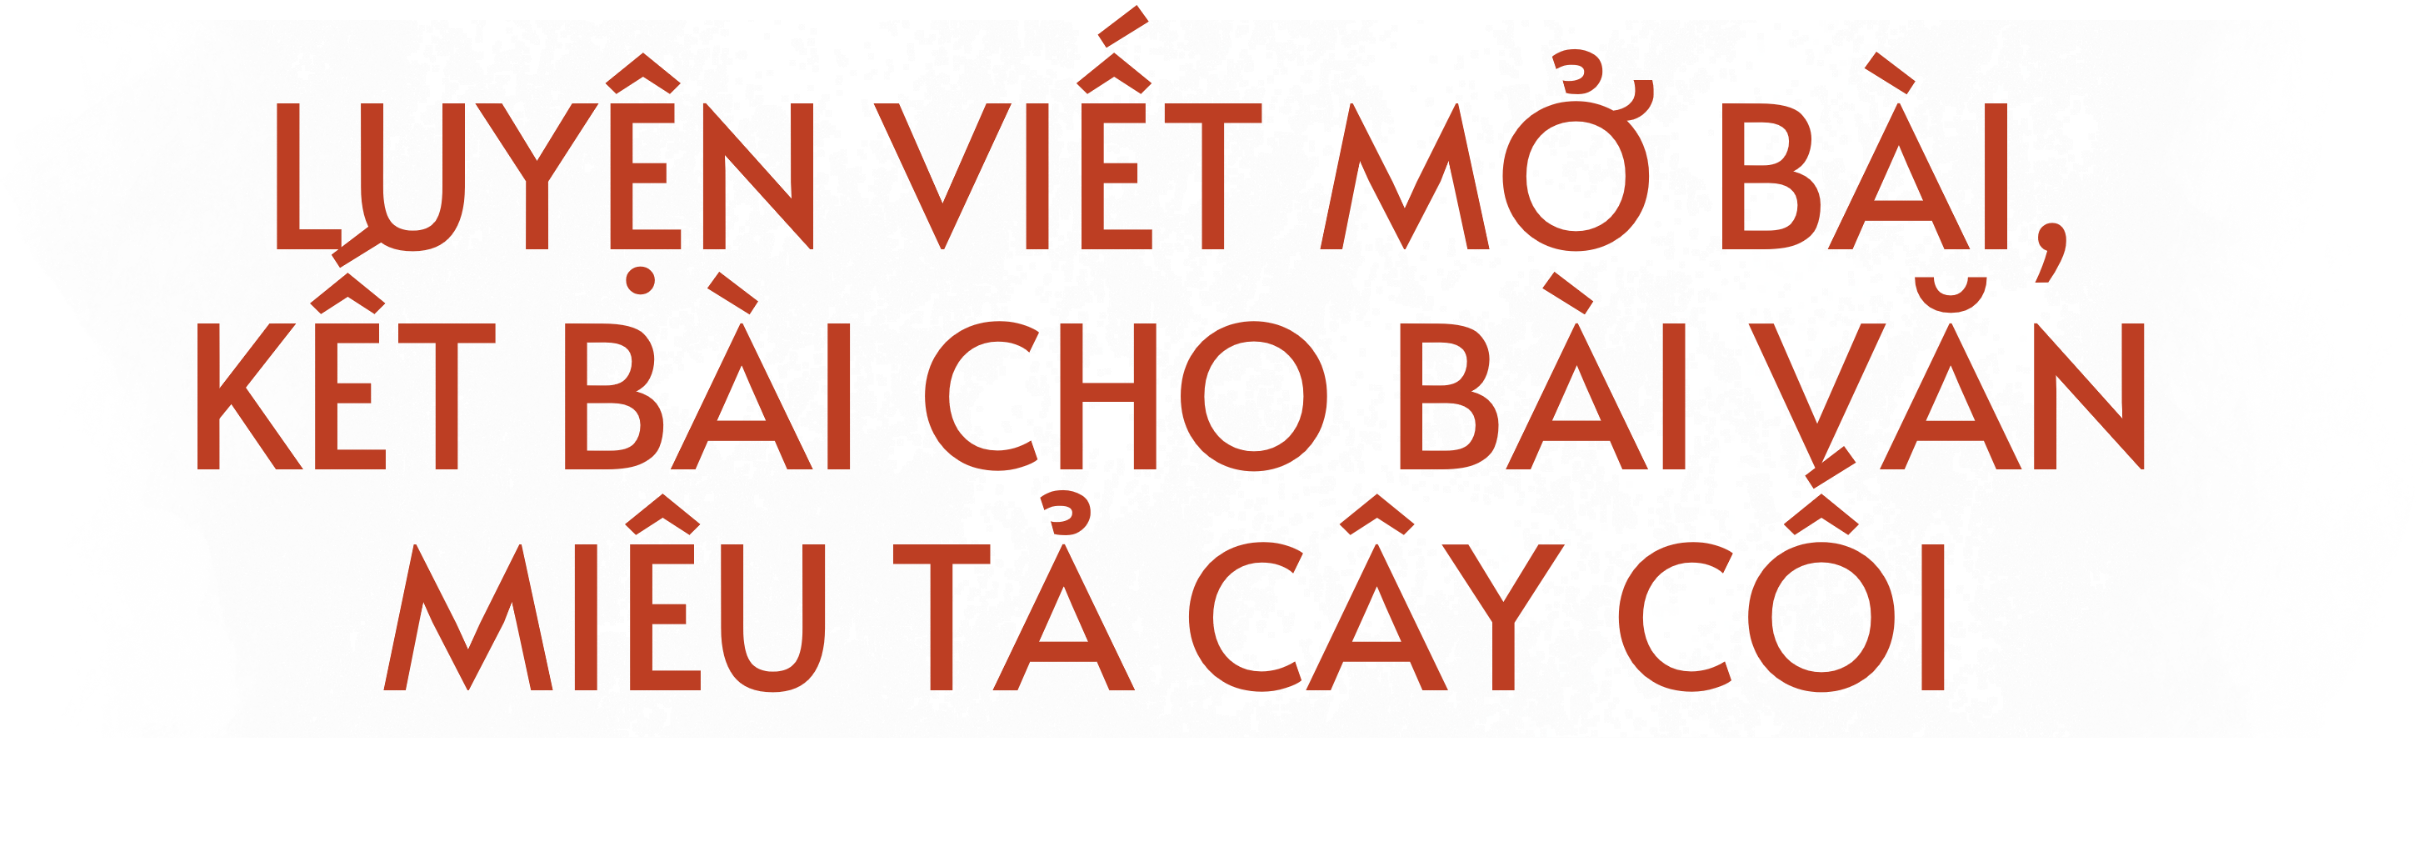 LUYỆN VIẾT MỞ BÀI,
KẾT BÀI CHO BÀI VĂN
MIÊU TẢ CÂY CỐI